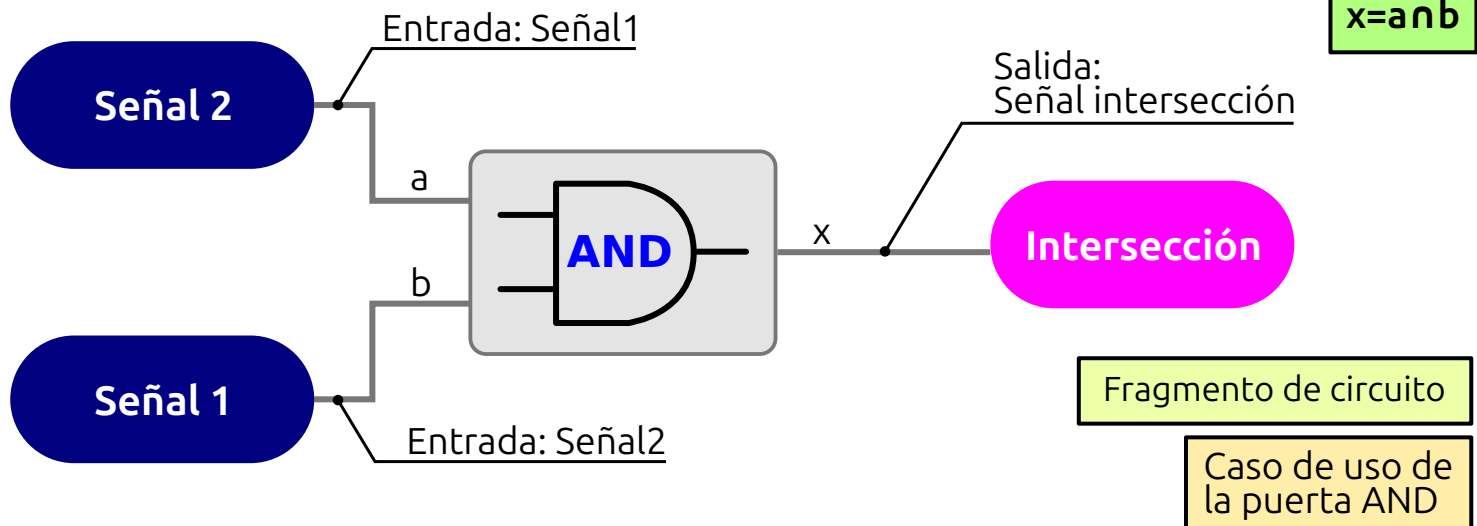 Entrada: Señal1
x=a∩b
Señal 2
Salida:
Señal intersección
a
AND
x
Intersección
b
Señal 1
Fragmento de circuito
Entrada: Señal2
Caso de uso de
la puerta AND